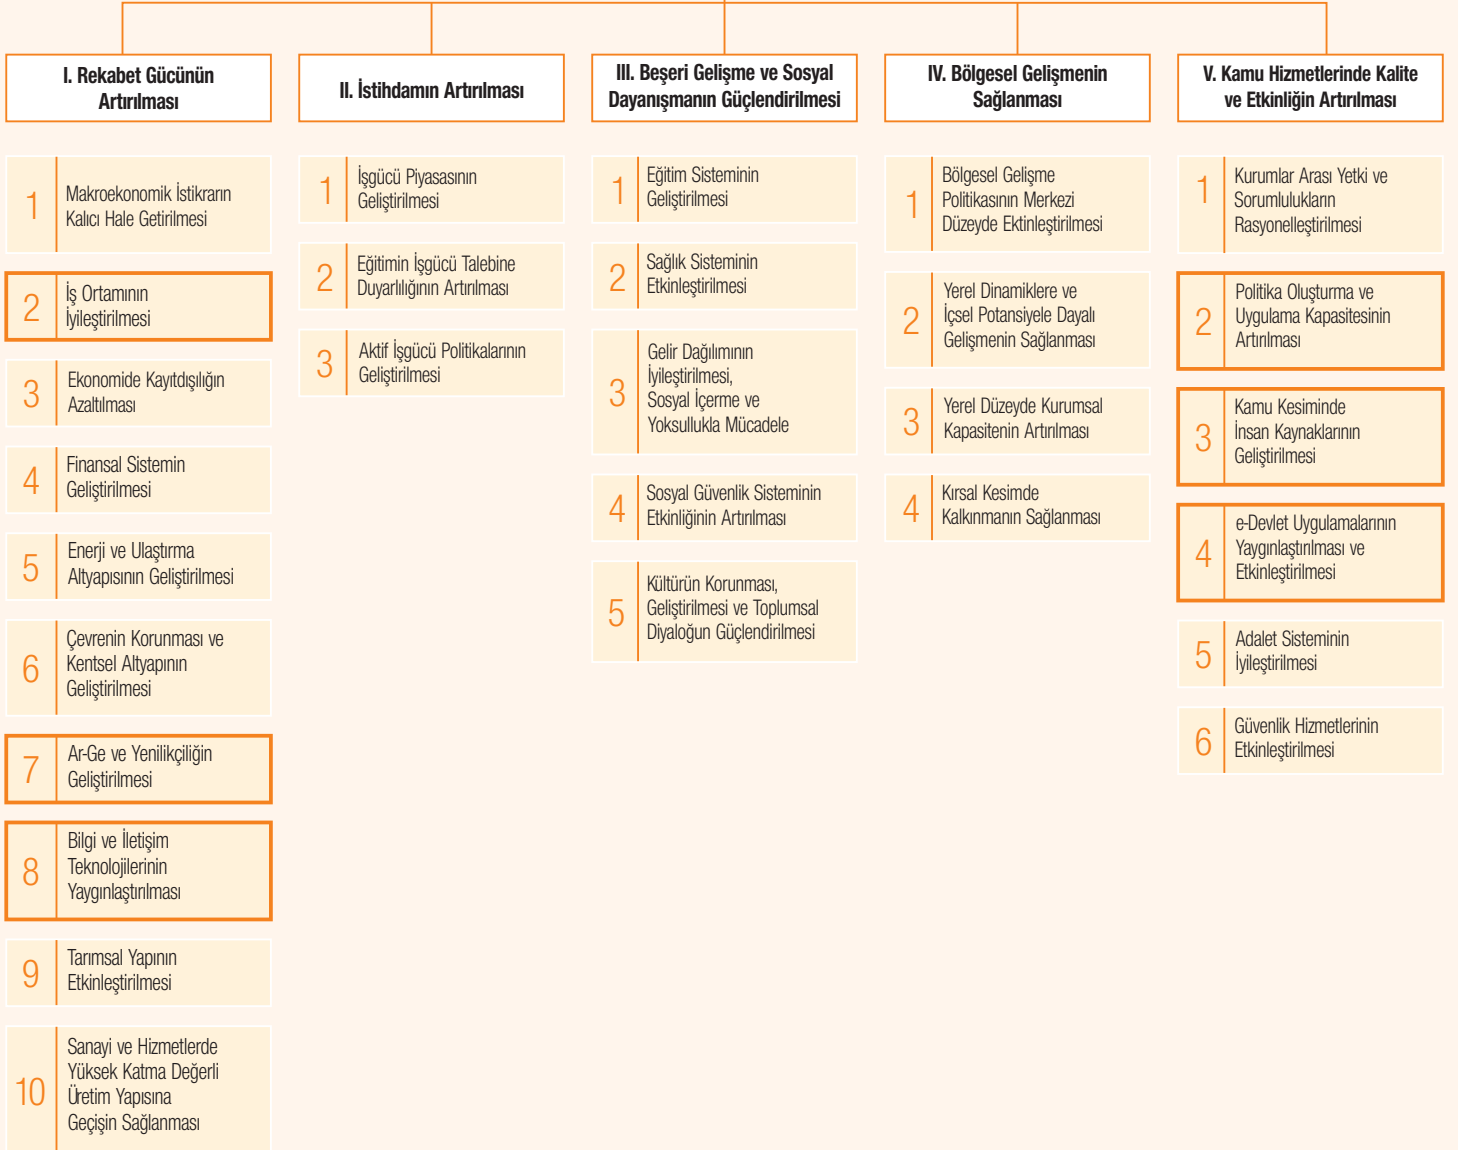 I. Rekabet Gücünün
Artırılması
1
Makroekonomik İstikrarın
Kalıcı Hale Getirilmesi
2
İş Ortamının
İyileştirilmesi
3
Ekonomide Kayıtdışılığın
Azaltılması
4
Finansal Sistemin
Geliştirilmesi
5
Enerji ve Ulaştırma
Altyapısının Geliştirilmesi
6
Çevrenin Korunması ve
Kentsel Altyapının
Geliştirilmesi
7
Ar-Ge ve Yenilikçiliğin
Geliştirilmesi
8
Bilgi ve İletişim
Teknolojilerinin
Yaygınlaştırılması
9
Tarımsal Yapının
Etkinleştirilmesi
10
Sanayi ve Hizmetlerde
Yüksek Katma Değerli
Üretim Yapısına
Geçişin Sağlanması
II. İstihdamın Artırılması
1
İşgücü Piyasasının
Geliştirilmesi
2
Eğitimin İşgücü Talebine
Duyarlılığının Artırılması
3
Aktif İşgücü Politikalarının
Geliştirilmesi
III. Beşeri Gelişme ve Sosyal
Dayanışmanın Güçlendirilmesi
1
Eğitim Sisteminin
Geliştirilmesi
2
Sağlık Sisteminin
Etkinleştirilmesi
3
Gelir Dağılımının
İyileştirilmesi,
Sosyal İçerme ve
Yoksullukla Mücadele
4
Sosyal Güvenlik Sisteminin
Etkinliğinin Artırılması
5
Kültürün Korunması,
Geliştirilmesi ve Toplumsal
Diyaloğun Güçlendirilmesi
IV. Bölgesel Gelişmenin
Sağlanması
1
Bölgesel Gelişme
Politikasının Merkezi
Düzeyde Ektinleştirilmesi
2
Yerel Dinamiklere ve
İçsel Potansiyele Dayalı
Gelişmenin Sağlanması
3
Yerel Düzeyde Kurumsal
Kapasitenin Artırılması
4
Kırsal Kesimde
Kalkınmanın Sağlanması
V. Kamu Hizmetlerinde Kalite
ve Etkinliğin Artırılması
1
Kurumlar Arası Yetki ve
Sorumlulukların
Rasyonelleştirilmesi
2
Politika Oluşturma ve
Uygulama Kapasitesinin
Artırılması
3
Kamu Kesiminde
İnsan Kaynaklarının
Geliştirilmesi
4
e-Devlet Uygulamalarının
Yaygınlaştırılması ve
Etkinleştirilmesi
5
Adalet Sisteminin
İyileştirilmesi
6
Güvenlik Hizmetlerinin
Etkinleştirilmesi